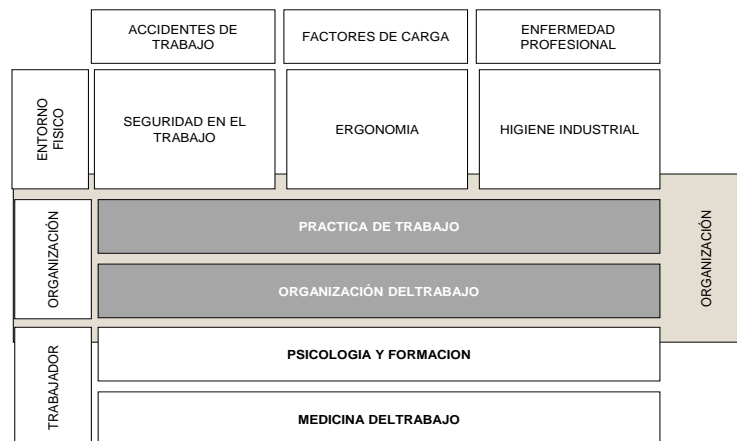 ACCIDENTES DE
TRABAJO
FACTORES DE CARGA
ENFERMEDAD
PROFESIONAL
ENTORNO
FISICO
SEGURIDAD EN EL
TRABAJO
ERGONOMIA
HIGIENE INDUSTRIAL
ORGANIZACIÓN
PRACTICA DE TRABAJO
ORGANIZACIÓN DELTRABAJO
ORGANIZACIÓN
TRABAJADOR
PSICOLOGIA Y FORMACION
MEDICINA DELTRABAJO